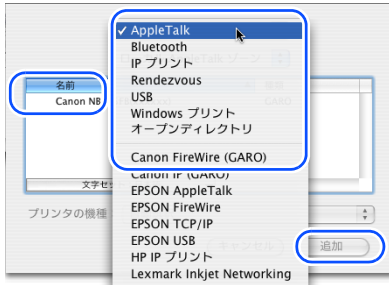 ✓ AppleTalk
Bluetooth
IP プリント
Rendezvous
USB
Windows プリント
オープンディレクトリ
Canon FireWire (GARO)
Canon IP (GARO)
EPSON AppleTalk
EPSON FireWire
EPSON TCP/IP
EPSON USB
HP IP プリント
Lexmark Inkjet Networking
名前
Canon NB
文字セッ
プリンタの機種
キャンセル
追加